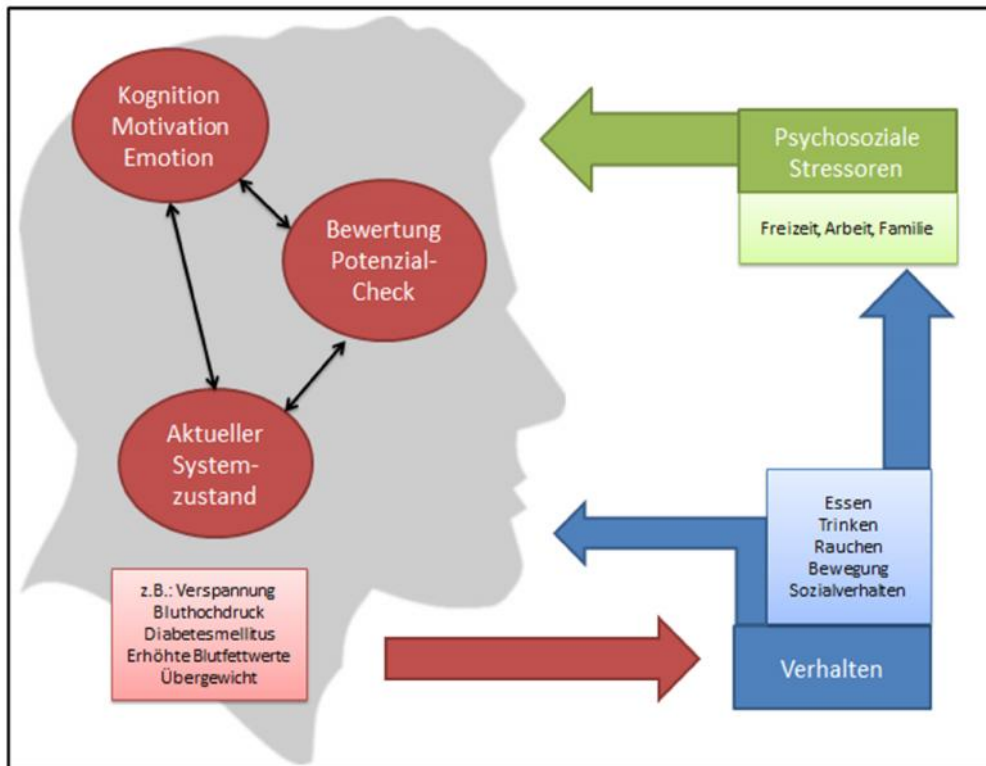 Kognition
Motivation
Emotion
Bewertung
Potenzial-
Check
Aktueller
System-
zustand
z.B.: Verspannung
Bluthochdruck
Diabetesmellitus
Erhöhte Blutfettwerte
Übergewicht
Psychosoziale
Stressoren
Freizeit, Arbeit, Familie
Essen
Trinken
Rauchen
Bewegung
Sozialverhalten
Verhalten